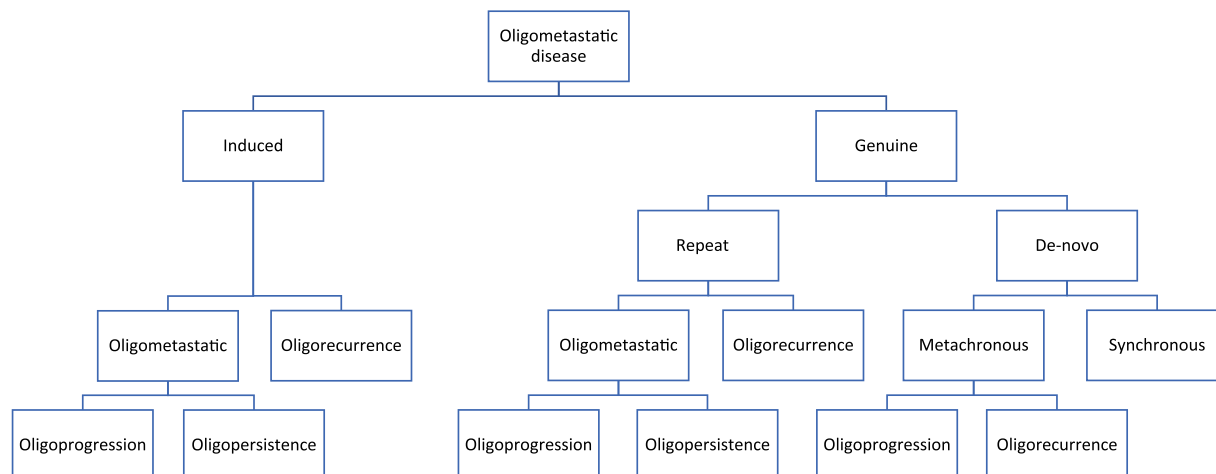 Oligometastatic
disease
Induced
Genuine
Repeat
De-novo
Oligometastatic
Oligorecurrence
Oligometastatic
Oligorecurrence
Metachronous
Synchronous
Oligoprogression
Oligopersistence
Oligoprogression
Oligopersistence
Oligoprogression
Oligorecurrence